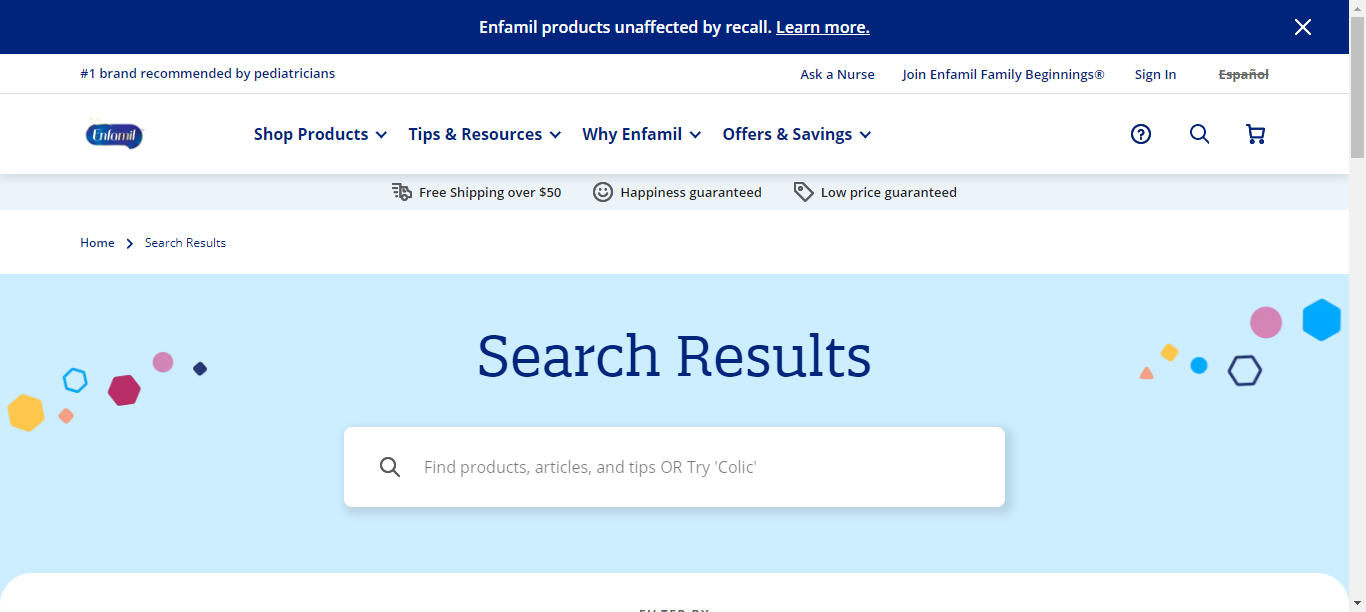 Enfamil products unaffected by recall. Learn more.
#1 brand recommended by pediatricians
Ask a Nurse
Join Enfamil Family Beginnings®
Sign In
Español
Enfamil
Shop Products
Tips & Resources
Why Enfamil
Offers & Savings
Free Shipping over $50
Happiness guaranteed
Low price guaranteed
Home
Search Results
Search Results
Find products, articles, and tips OR Try 'Colic'
FILTER BY